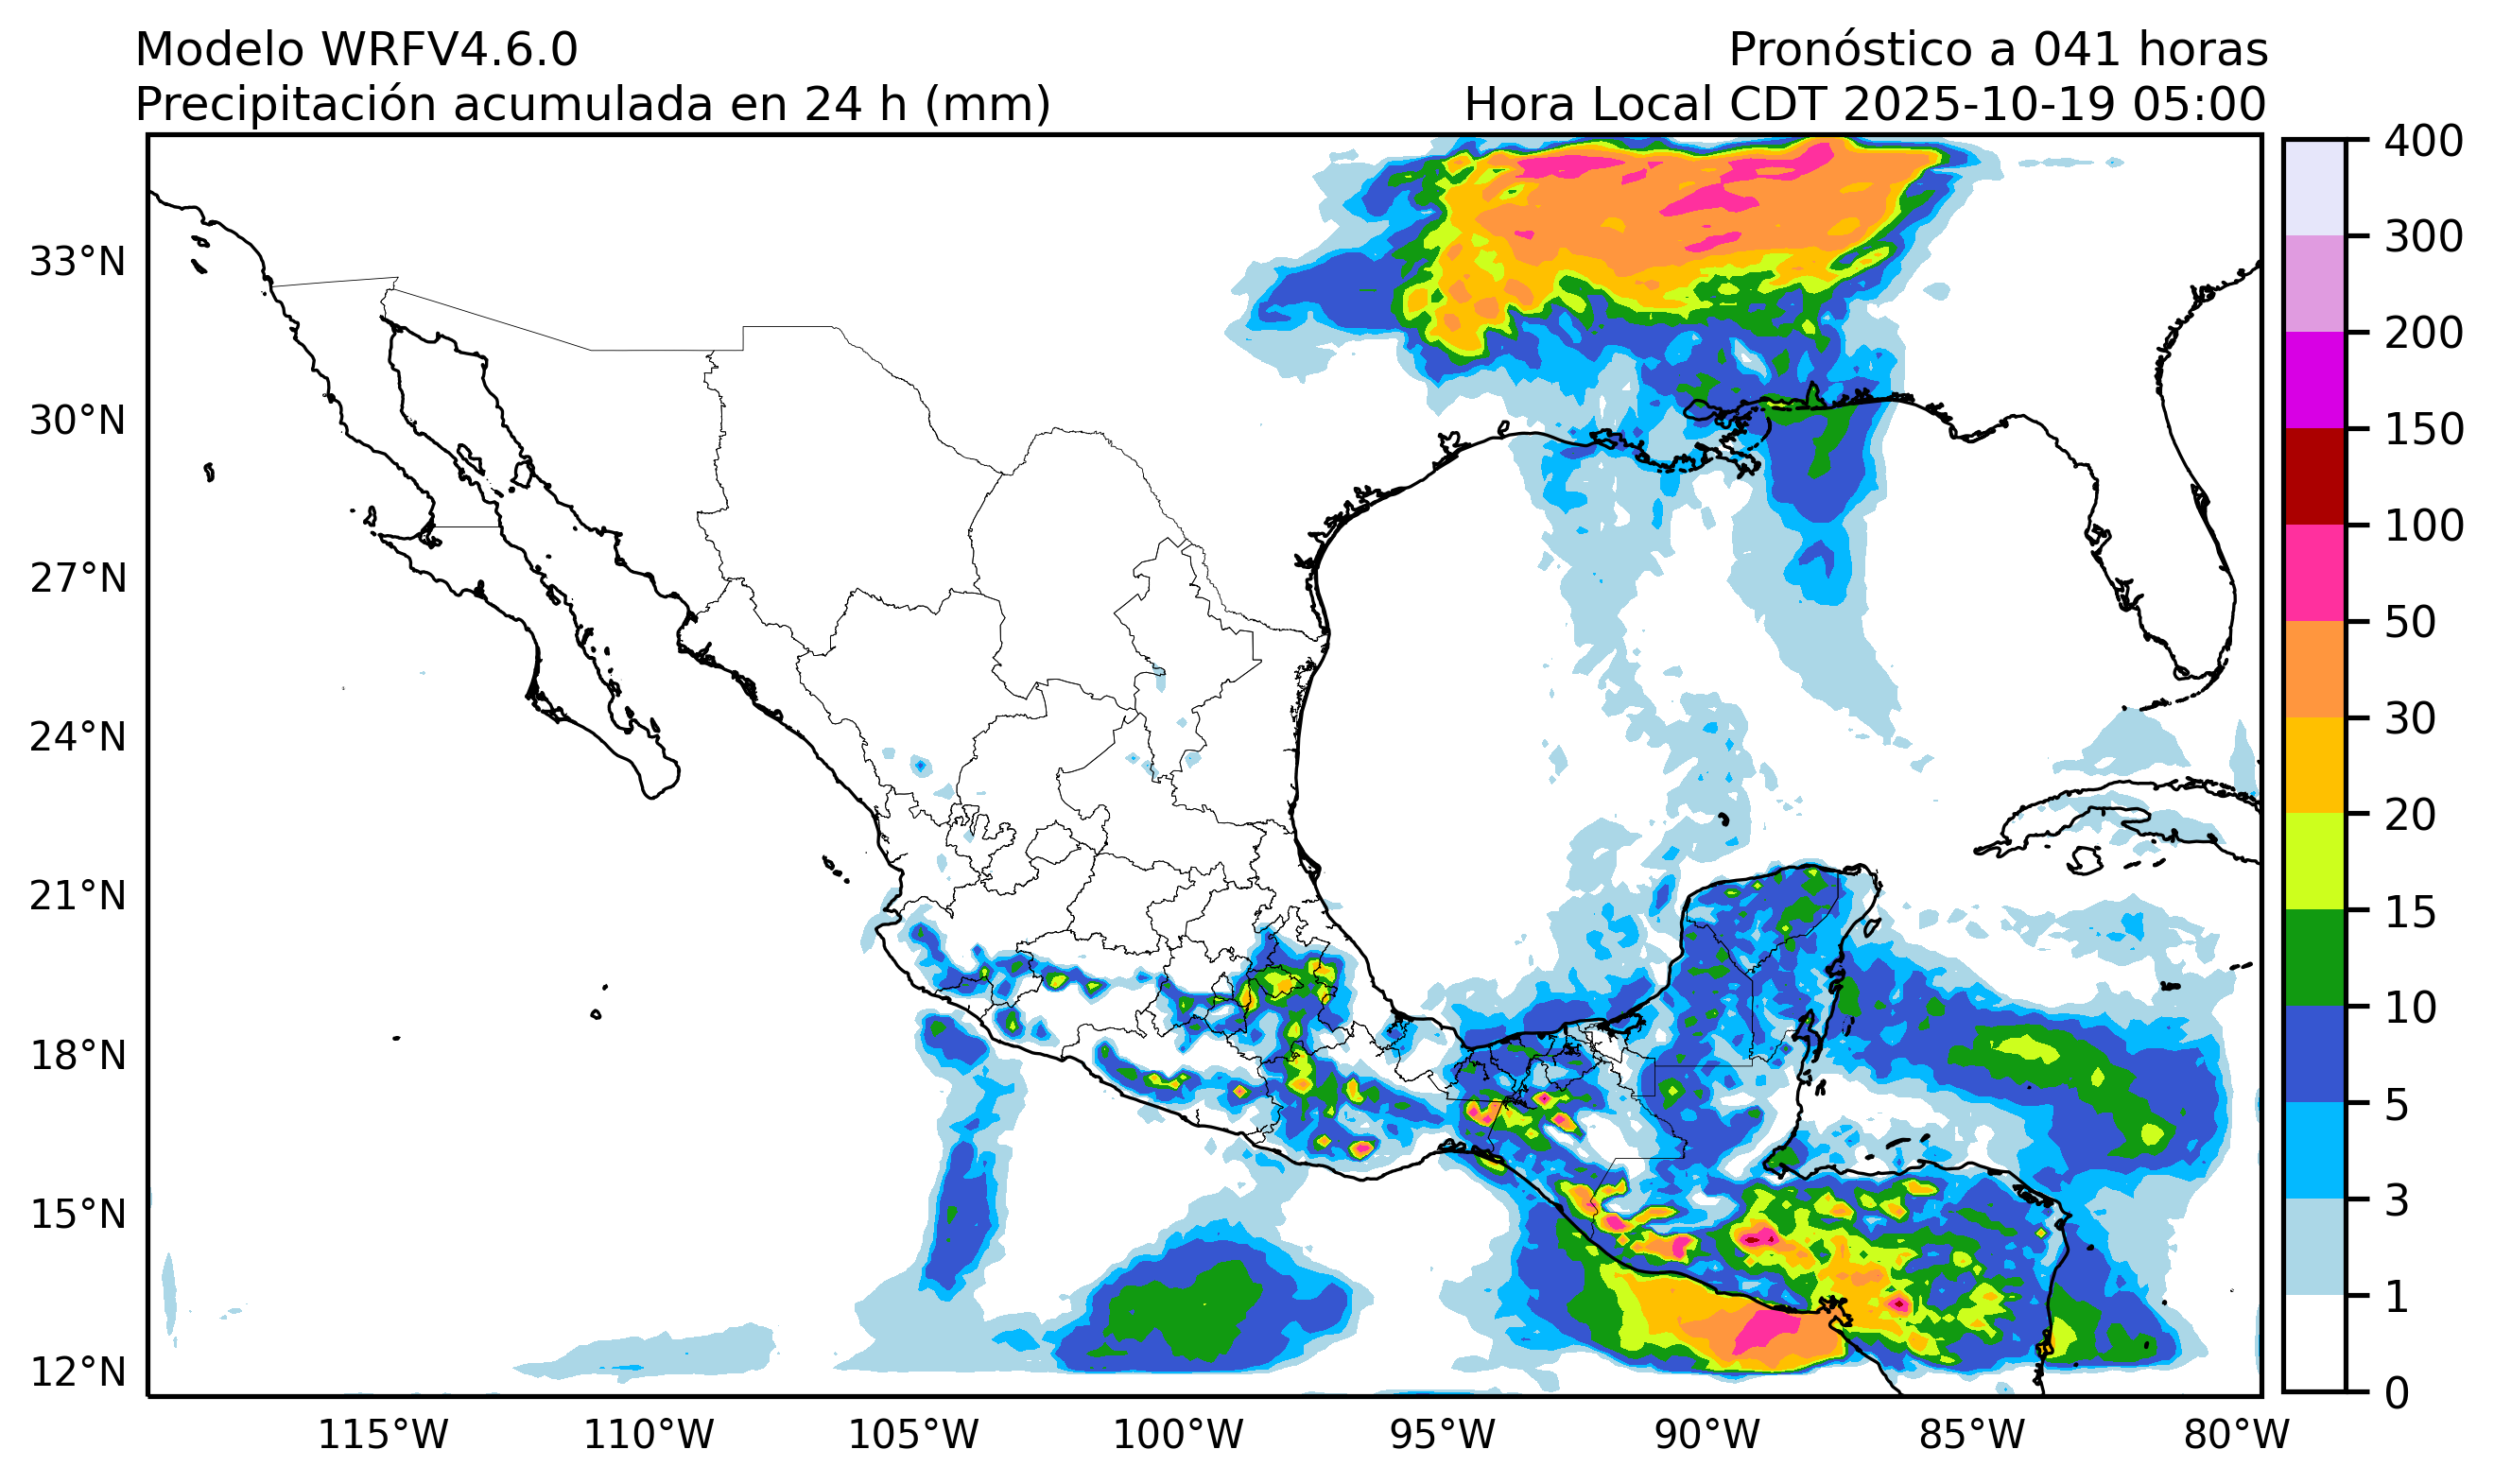 Modelo WRFV4.6.0
Pronóstico a 041 horas
Precipitación acumulada en 24 h (mm)
Hora Local CDT 2025-10-19 05:00
33°N
30°N
27°N
24°N
21°N
18°N
15°N
12°N
115°W
110°W
105°W
100°W
95°W
90°W
85°W
80°W
400
300
200
150
100
50
30
20
15
10
5
3
1
0